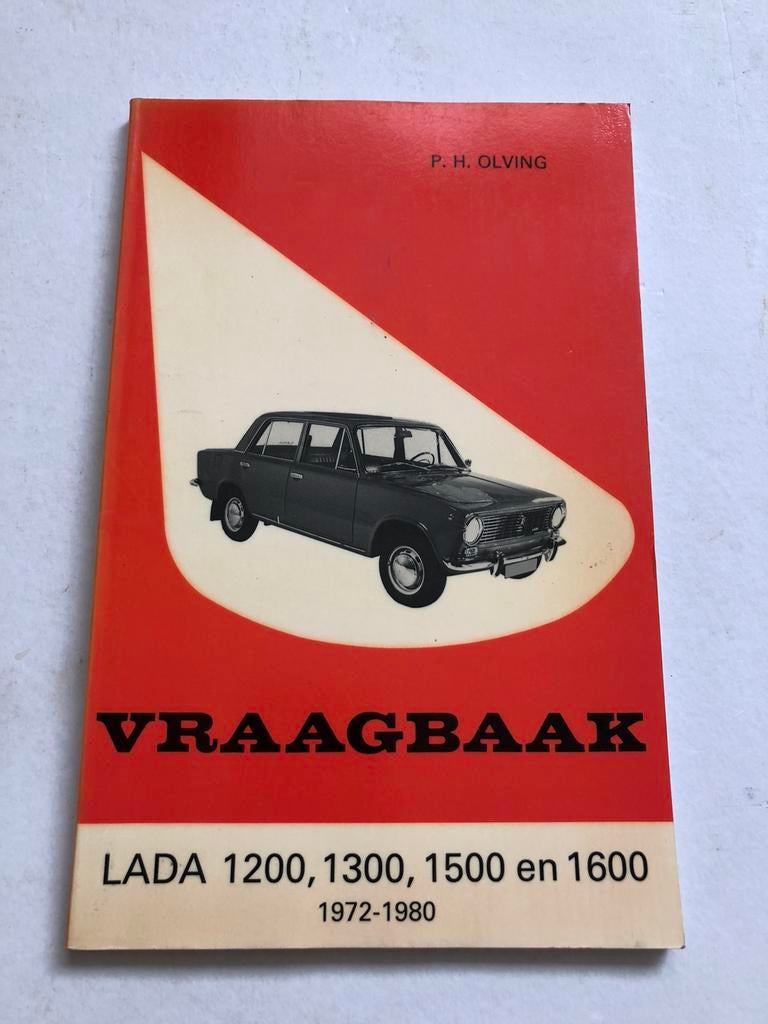 P. H. OLVING
VRAAGBAAK
LADA 1200, 1300, 1500 en 1600
1972-1980